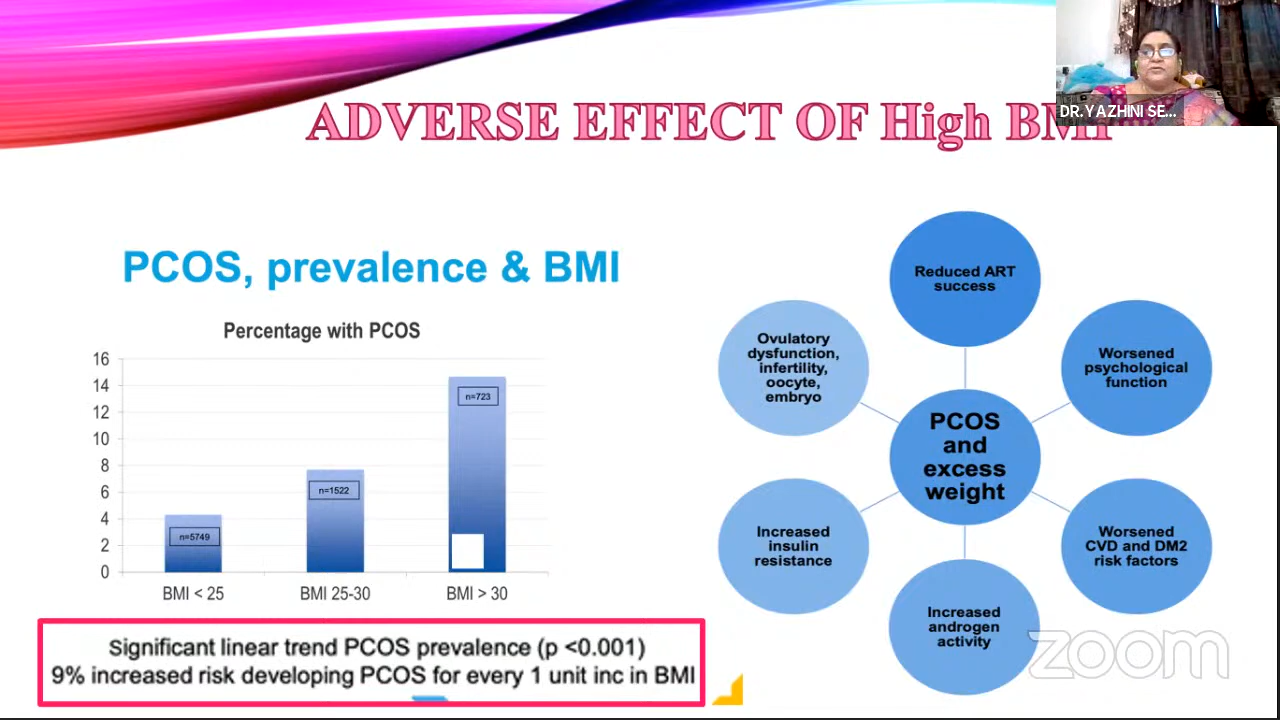 DR.YAZHINI SE...
ADVERSE EFFECT OF High BMI
PCOS, prevalence & BMI
Percentage with PCOS
16
14
12
10
8
6
4
2
0
n=5749
n=1522
n=723
BMI < 25
BMI 25-30
BMI > 30
Significant linear trend PCOS prevalence (p <0.001)
9% increased risk developing PCOS for every 1 unit inc in BMI
Reduced ART
success
Ovulatory
dysfunction,
infertility,
oocyte,
embryo
Worsened
psychological
function
PCOS
and
excess
weight
Increased
insulin
resistance
Worsened
CVD and DM2
risk factors
Increased
androgen
activity
zoom